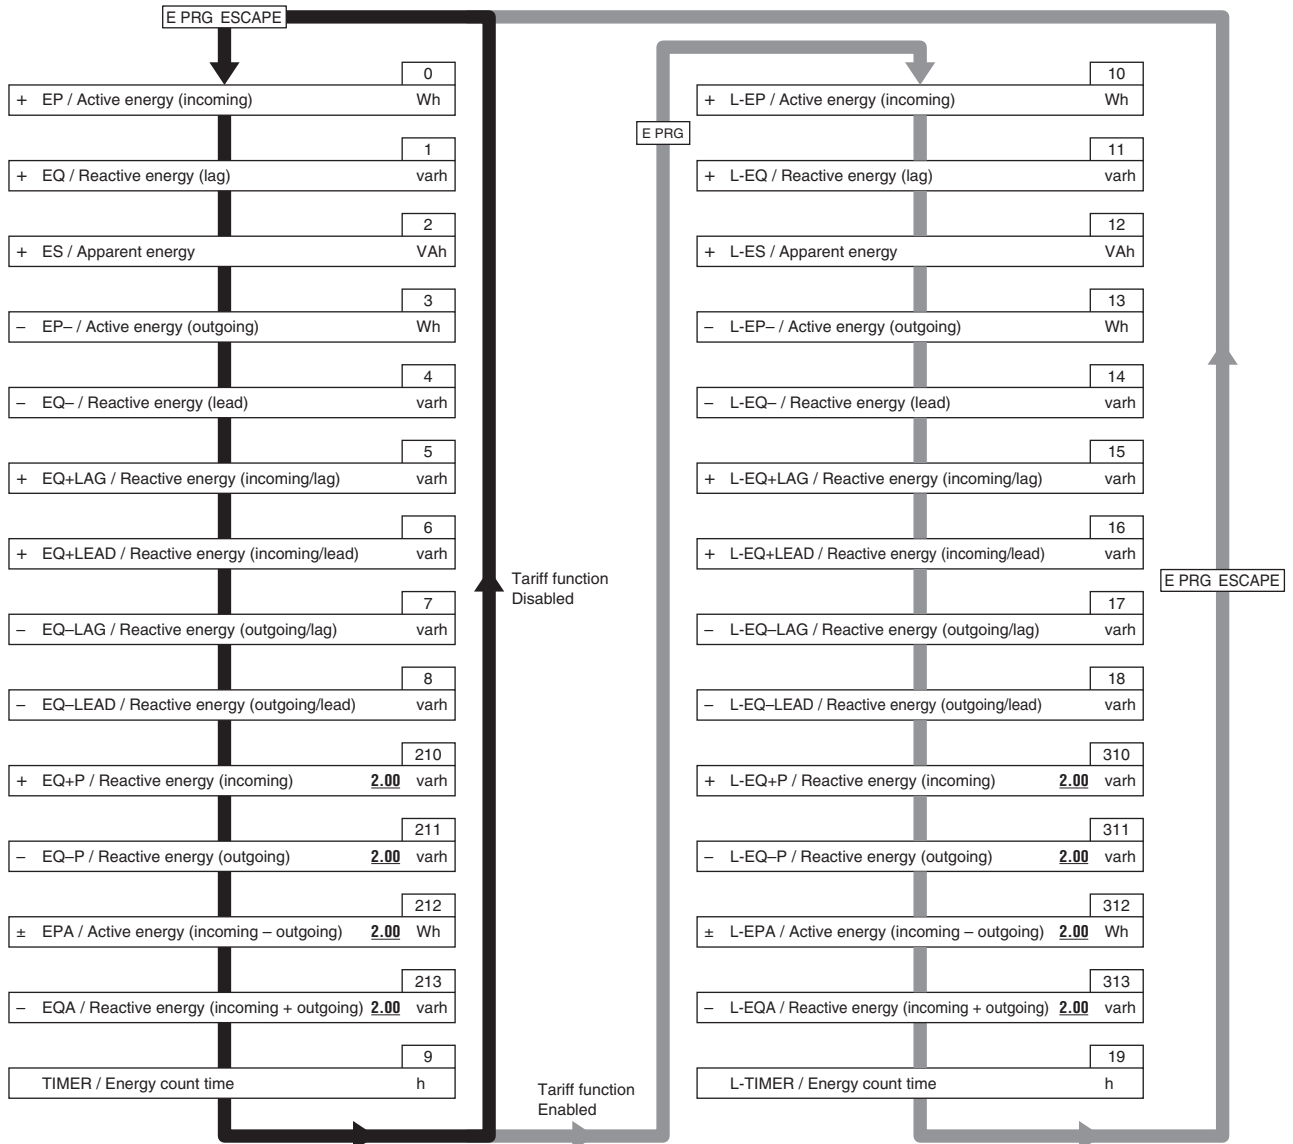 E PRG ESCAPE
0
+ EP / Active energy (incoming) Wh
1
+ EQ / Reactive energy (lag) varh
2
+ ES / Apparent energy VAh
3
– EP– / Active energy (outgoing) Wh
4
– EQ– / Reactive energy (lead) varh
5
+ EQ+LAG / Reactive energy (incoming/lag) varh
6
+ EQ+LEAD / Reactive energy (incoming/lead) varh
7
– EQ–LAG / Reactive energy (outgoing/lag) varh
8
– EQ–LEAD / Reactive energy (outgoing/lead) varh
210
+ EQ+P / Reactive energy (incoming) 2.00 varh
211
– EQ–P / Reactive energy (outgoing) 2.00 varh
212
± EPA / Active energy (incoming – outgoing) 2.00 Wh
213
– EQA / Reactive energy (incoming + outgoing) 2.00 varh
9
TIMER / Energy count time h
Tariff function
Disabled
Tariff function
Enabled
E PRG
10
+ L-EP / Active energy (incoming) Wh
11
+ L-EQ / Reactive energy (lag) varh
12
+ L-ES / Apparent energy VAh
13
– L-EP– / Active energy (outgoing) Wh
14
– L-EQ– / Reactive energy (lead) varh
15
+ L-EQ+LAG / Reactive energy (incoming/lag) varh
16
+ L-EQ+LEAD / Reactive energy (incoming/lead) varh
17
– L-EQ–LAG / Reactive energy (outgoing/lag) varh
18
– L-EQ–LEAD / Reactive energy (outgoing/lead) varh
310
+ L-EQ+P / Reactive energy (incoming) 2.00 varh
311
– L-EQ–P / Reactive energy (outgoing) 2.00 varh
312
± L-EPA / Active energy (incoming – outgoing) 2.00 Wh
313
– L-EQA / Reactive energy (incoming + outgoing) 2.00 varh
19
L-TIMER / Energy count time h
E PRG ESCAPE